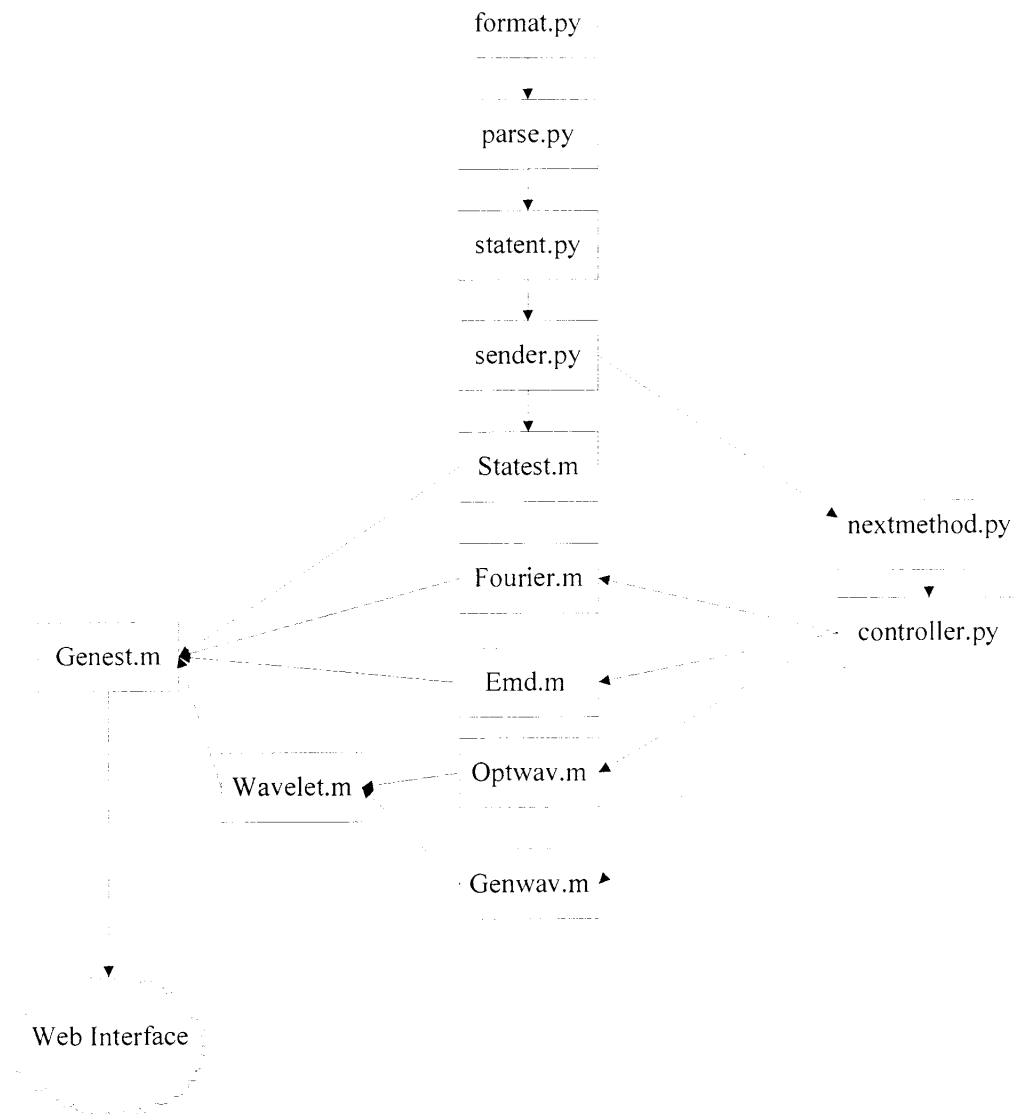 format.py
parse.py
statent.py
sender.py
Statest.m
nextmethod.py
Fourier.m
controller.py
Genest.m
Emd.m
Optwav.m
Wavelet.m
Genwav.m
Web Interface